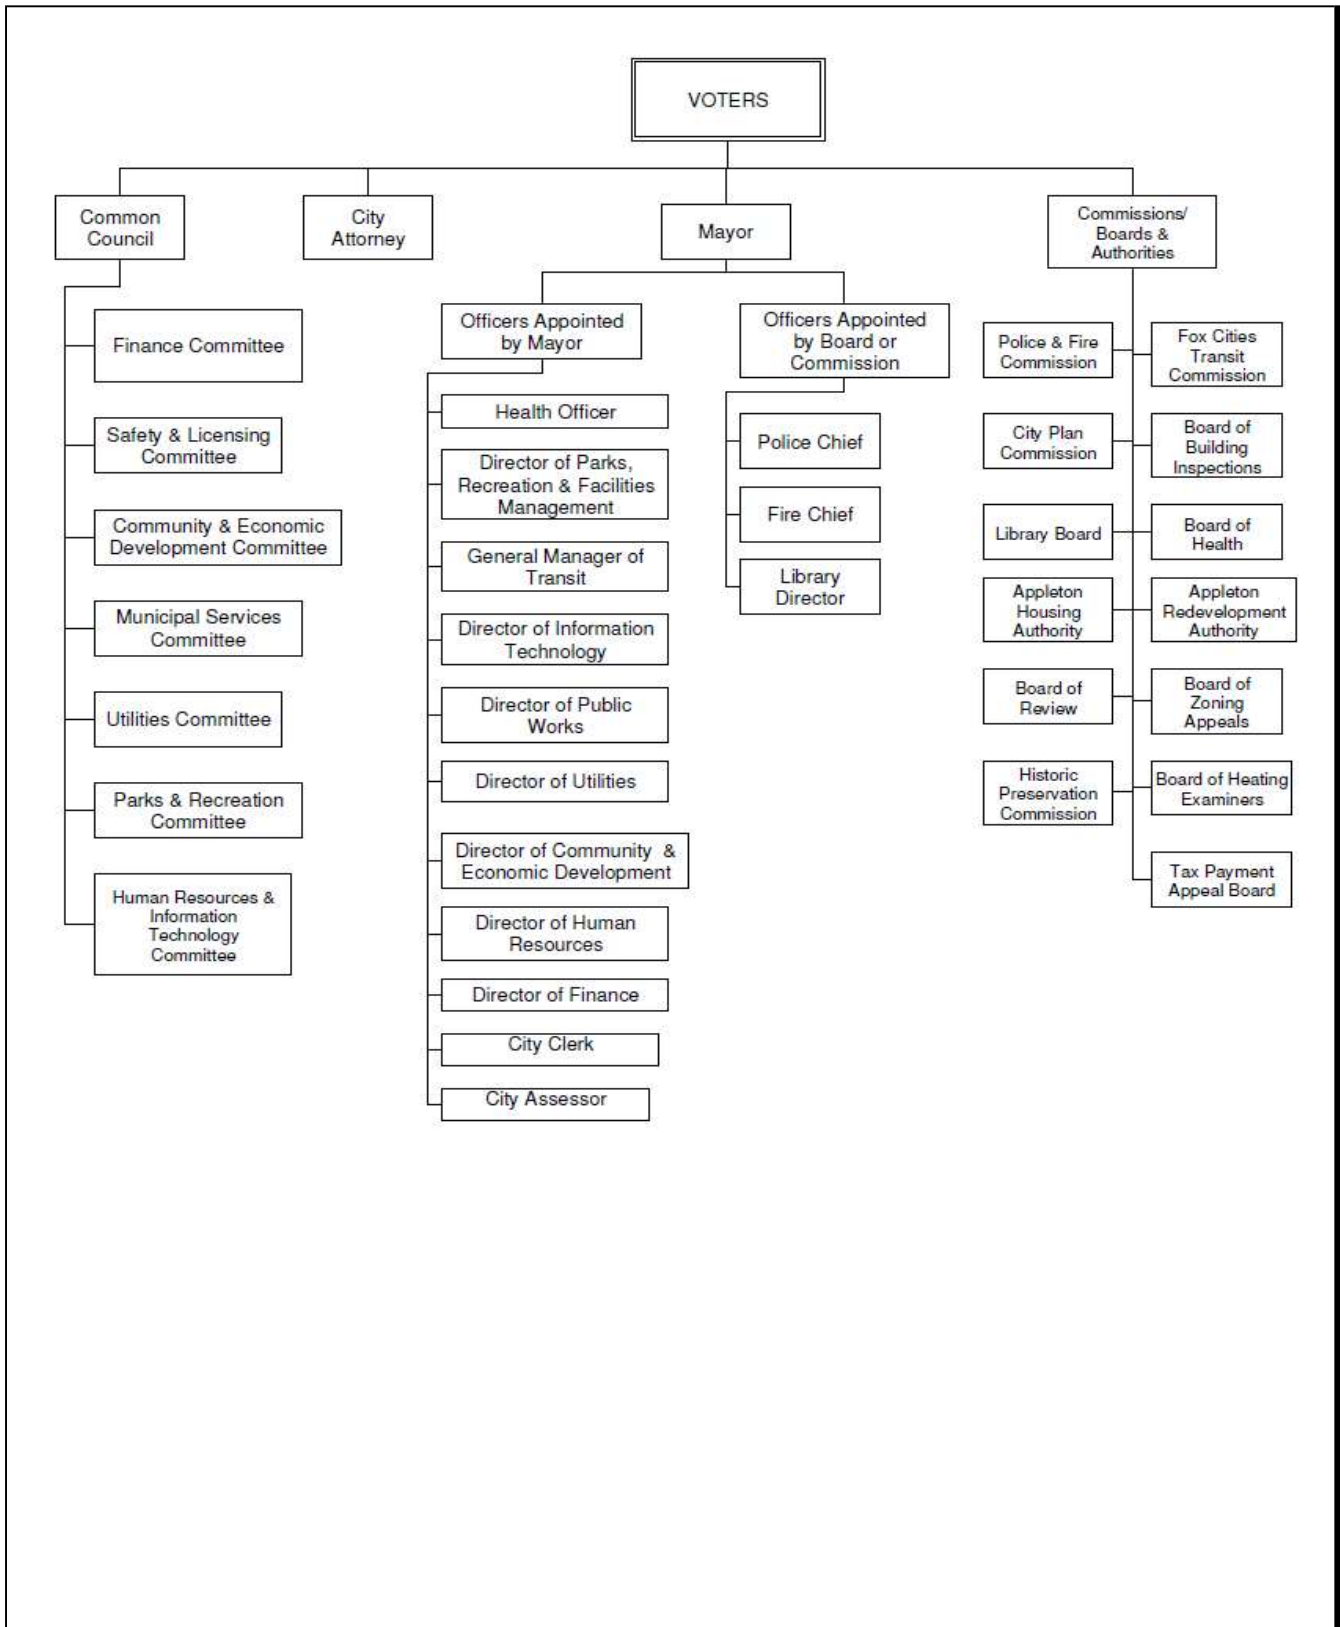 VOTERS
Common
Council
City
Attorney
Mayor
Commissions/
Boards &
Authorities
Finance Committee
Safety & Licensing
Committee
Community & Economic
Development Committee
Municipal Services
Committee
Utilities Committee
Parks & Recreation
Committee
Human Resources &
Information
Technology
Committee
Officers Appointed
by Mayor
Health Officer
Director of Parks,
Recreation & Facilities
Management
General Manager of
Transit
Director of Information
Technology
Director of Public
Works
Director of Utilities
Director of Community &
Economic Development
Director of Human
Resources
Director of Finance
City Clerk
City Assessor
Officers Appointed
by Board or
Commission
Police Chief
Fire Chief
Library
Director
Police & Fire
Commission
Fox Cities
Transit
Commission
City Plan
Commission
Board of
Building
Inspections
Library Board
Board of
Health
Appleton
Housing
Authority
Appleton
Redevelopment
Authority
Board of
Review
Board of
Zoning
Appeals
Historic
Preservation
Commission
Board of Heating
Examiners
Tax Payment
Appeal Board